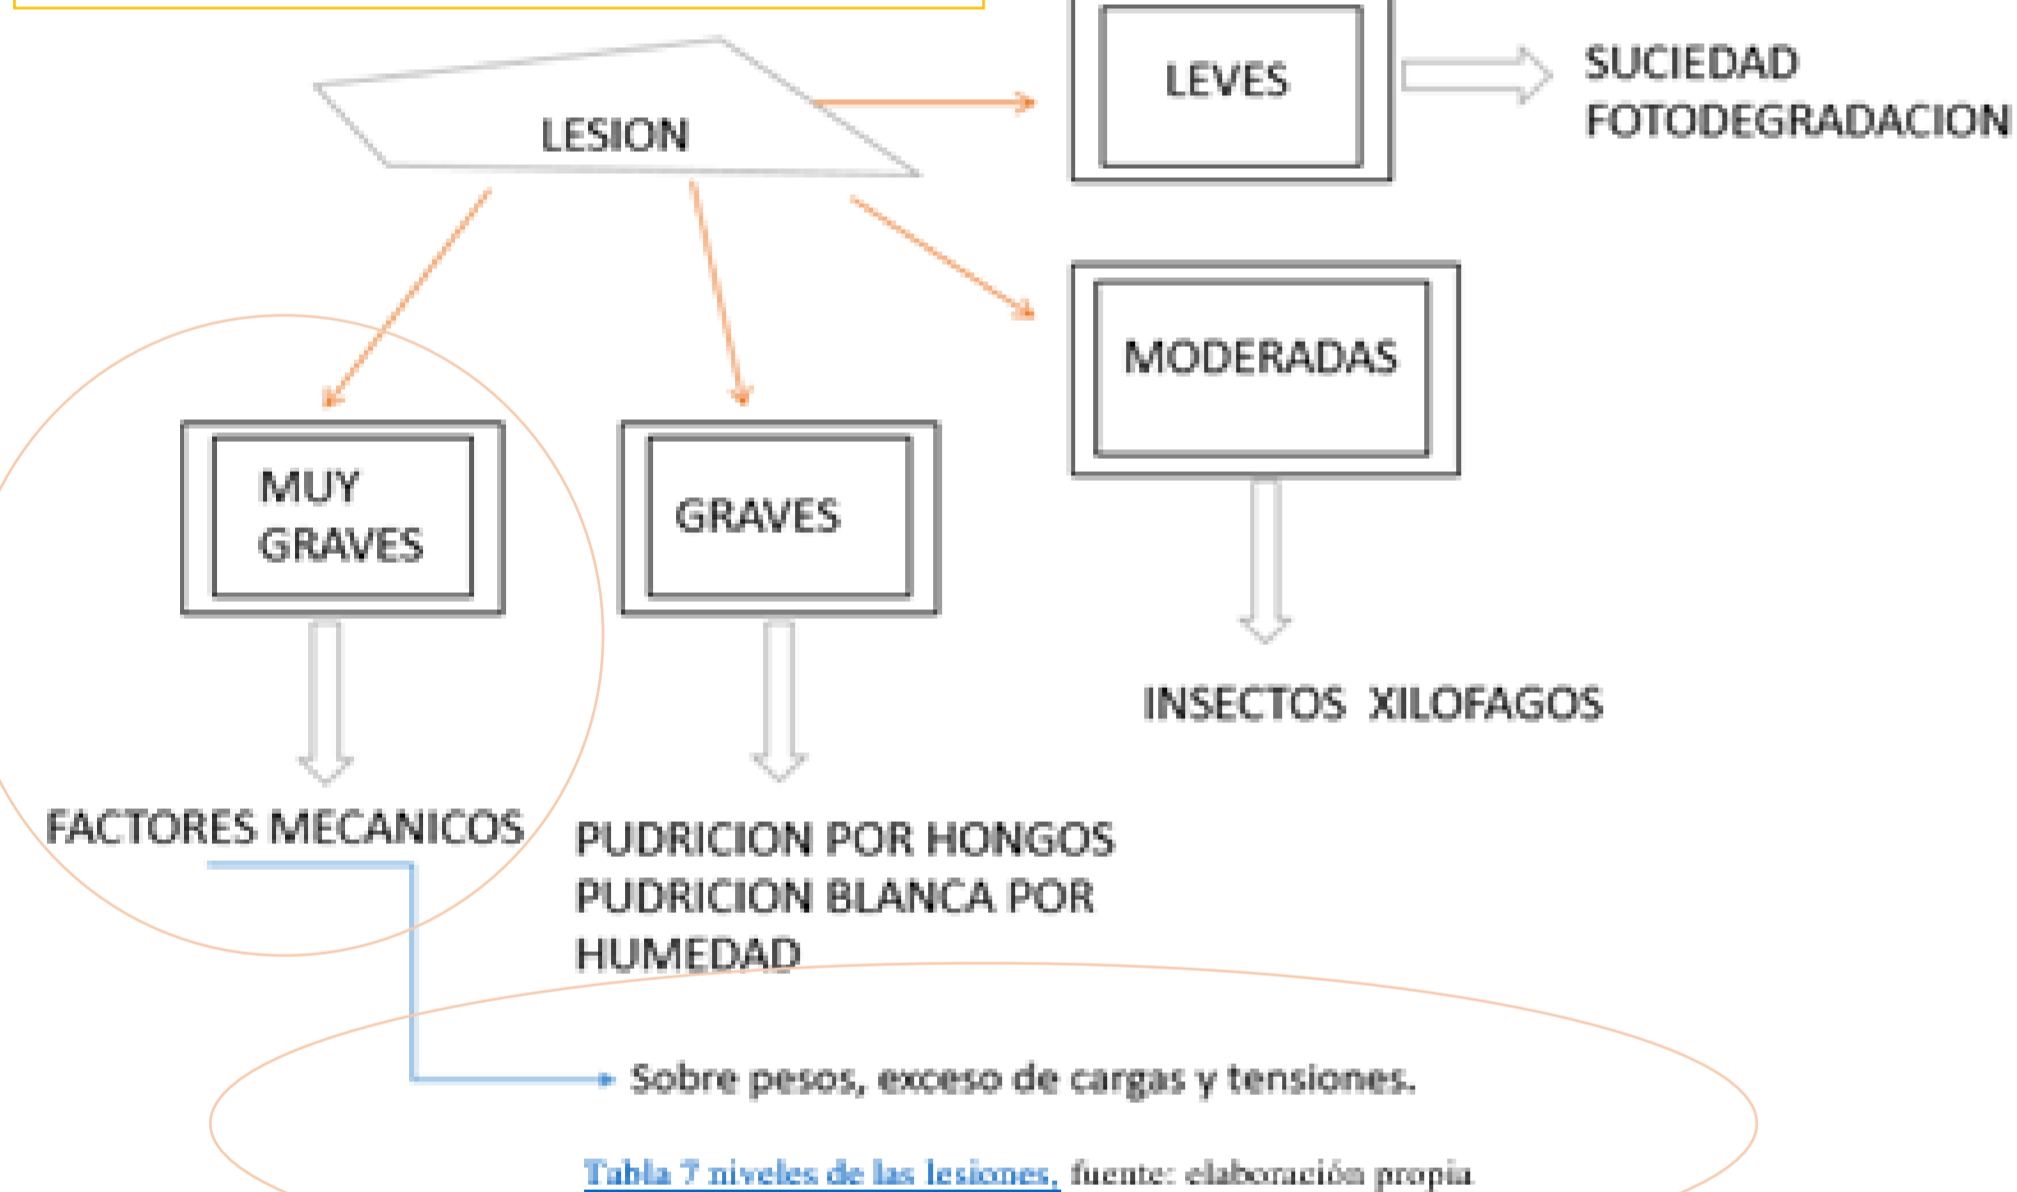 LEVES
SUCIEDAD
FOTODEGRADACION
LESION
MODERADAS
MUY
GRAVES
GRAVES
INSECTOS XILOFAGOS
FACTORES MECANICOS
PUDRICION POR HONGOS
PUDRICION BLANCA POR
HUMEDAD
Sobre pesos, exceso de cargas y tensiones.
Tabla 7 niveles de las lesiones, fuente: elaboración propia